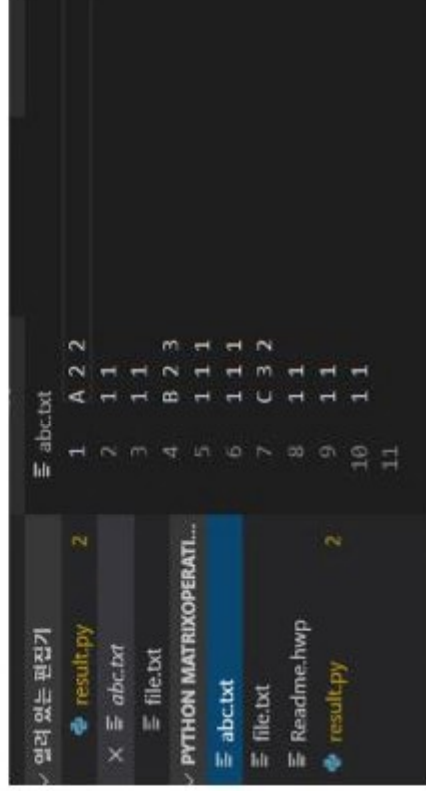 열려 있는 편집기
result.py 2
abc.txt
file.txt
PYTHON MATRIXOPERATI...
abc.txt
file.txt
Readme.hwp
result.py 2
abc.txt
1 A 2 2
2 1 1
3 1 1
4 B 2 3
5 1 1 1
6 1 1 1
7 C 3 2
8 1 1
9 1 1
10 1 1
11